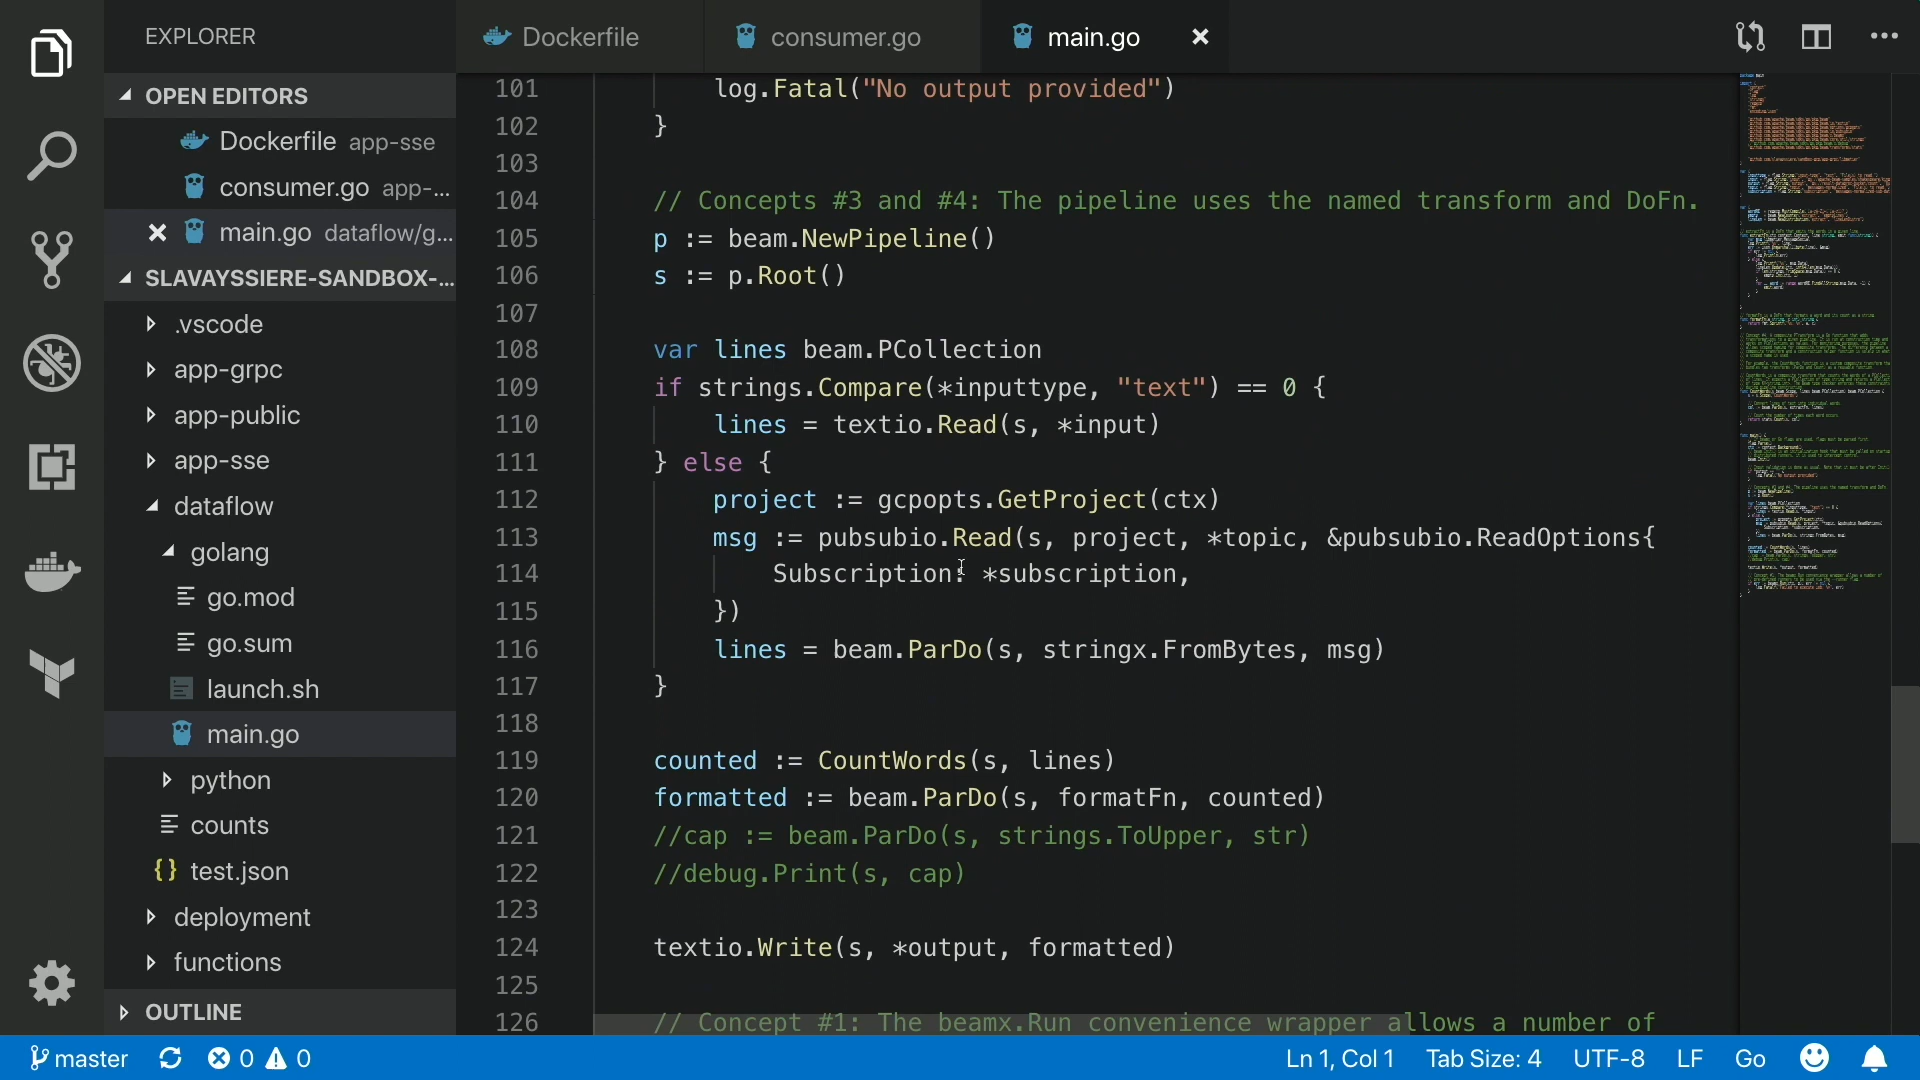 EXPLORER
Dockerfile
consumer.go
main.go
OPEN EDITORS
Dockerfile app-sse
consumer.go app-...
main.go dataflow/g...
SLAVAYSSIERE-SANDBOX-...
.vscode
app-grpc
app-public
app-sse
dataflow
golang
go.mod
go.sum
launch.sh
main.go
python
counts
test.json
deployment
functions
OUTLINE
101 log.Fatal("No output provided")
102 }
103
104 // Concepts #3 and #4: The pipeline uses the named transform and DoFn.
105 p := beam.NewPipeline()
106 s := p.Root()
107
108 var lines beam.PCollection
109 if strings.Compare(*inputtype, "text") == 0 {
110 lines = textio.Read(s, *input)
111 } else {
112 project := gcpopts.GetProject(ctx)
113 msg := pubsubio.Read(s, project, *topic, &pubsubio.ReadOptions{
114 Subscription: *subscription,
115 })
116 lines = beam.ParDo(s, stringx.FromBytes, msg)
117 }
118
119 counted := CountWords(s, lines)
120 formatted := beam.ParDo(s, formatFn, counted)
121 //cap := beam.ParDo(s, strings.ToUpper, str)
122 //debug.Print(s, cap)
123
124 textio.Write(s, *output, formatted)
125
126 // Concept #1: The beamx.Run convenience wrapper allows a number of
master 0 0 Ln 1, Col 1 Tab Size: 4 UTF-8 LF Go